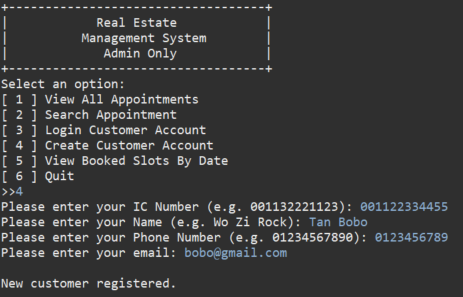 +----------------------------------+
| Real Estate |
| Management System |
| Admin Only |
+----------------------------------+
Select an option:
[ 1 ] View All Appointments
[ 2 ] Search Appointment
[ 3 ] Login Customer Account
[ 4 ] Create Customer Account
[ 5 ] View Booked Slots By Date
[ 6 ] Quit
>>4
Please enter your IC Number (e.g. 001132221123): 001122334455
Please enter your Name (e.g. Wo Zi Rock): Tan Bobo
Please enter your Phone Number (e.g. 01234567890): 0123456789
Please enter your email: bobo@gmail.com
New customer registered.